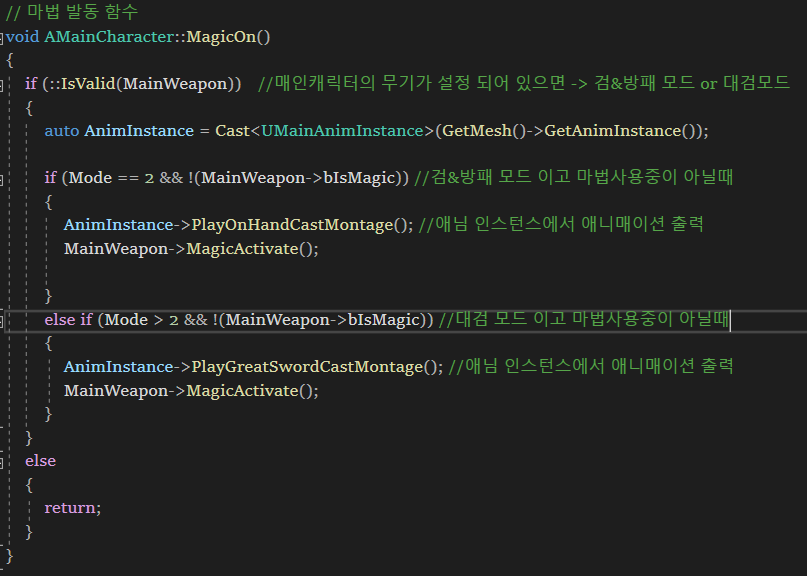 // 마법 발동 함수
void AMainCharacter::MagicOn()
{
if (::IsValid(MainWeapon)) //매인캐릭터의 무기가 설정 되어 있으면 -> 검&방패 모드 or 대검모드
{
auto AnimInstance = Cast<UMainAnimInstance>(GetMesh()->GetAnimInstance());
if (Mode == 2 && !(MainWeapon->bIsMagic)) //검&방패 모드 이고 마법사용중이 아닐때
{
AnimInstance->PlayOnHandCastMontage(); //애님 인스턴스에서 애니매이션 출력
MainWeapon->MagicActivate();
}
else if (Mode > 2 && !(MainWeapon->bIsMagic)) //대검 모드 이고 마법사용중이 아닐때
{
AnimInstance->PlayGreatSwordCastMontage(); //애님 인스턴스에서 애니매이션 출력
MainWeapon->MagicActivate();
}
}
else
{
return;
}
}